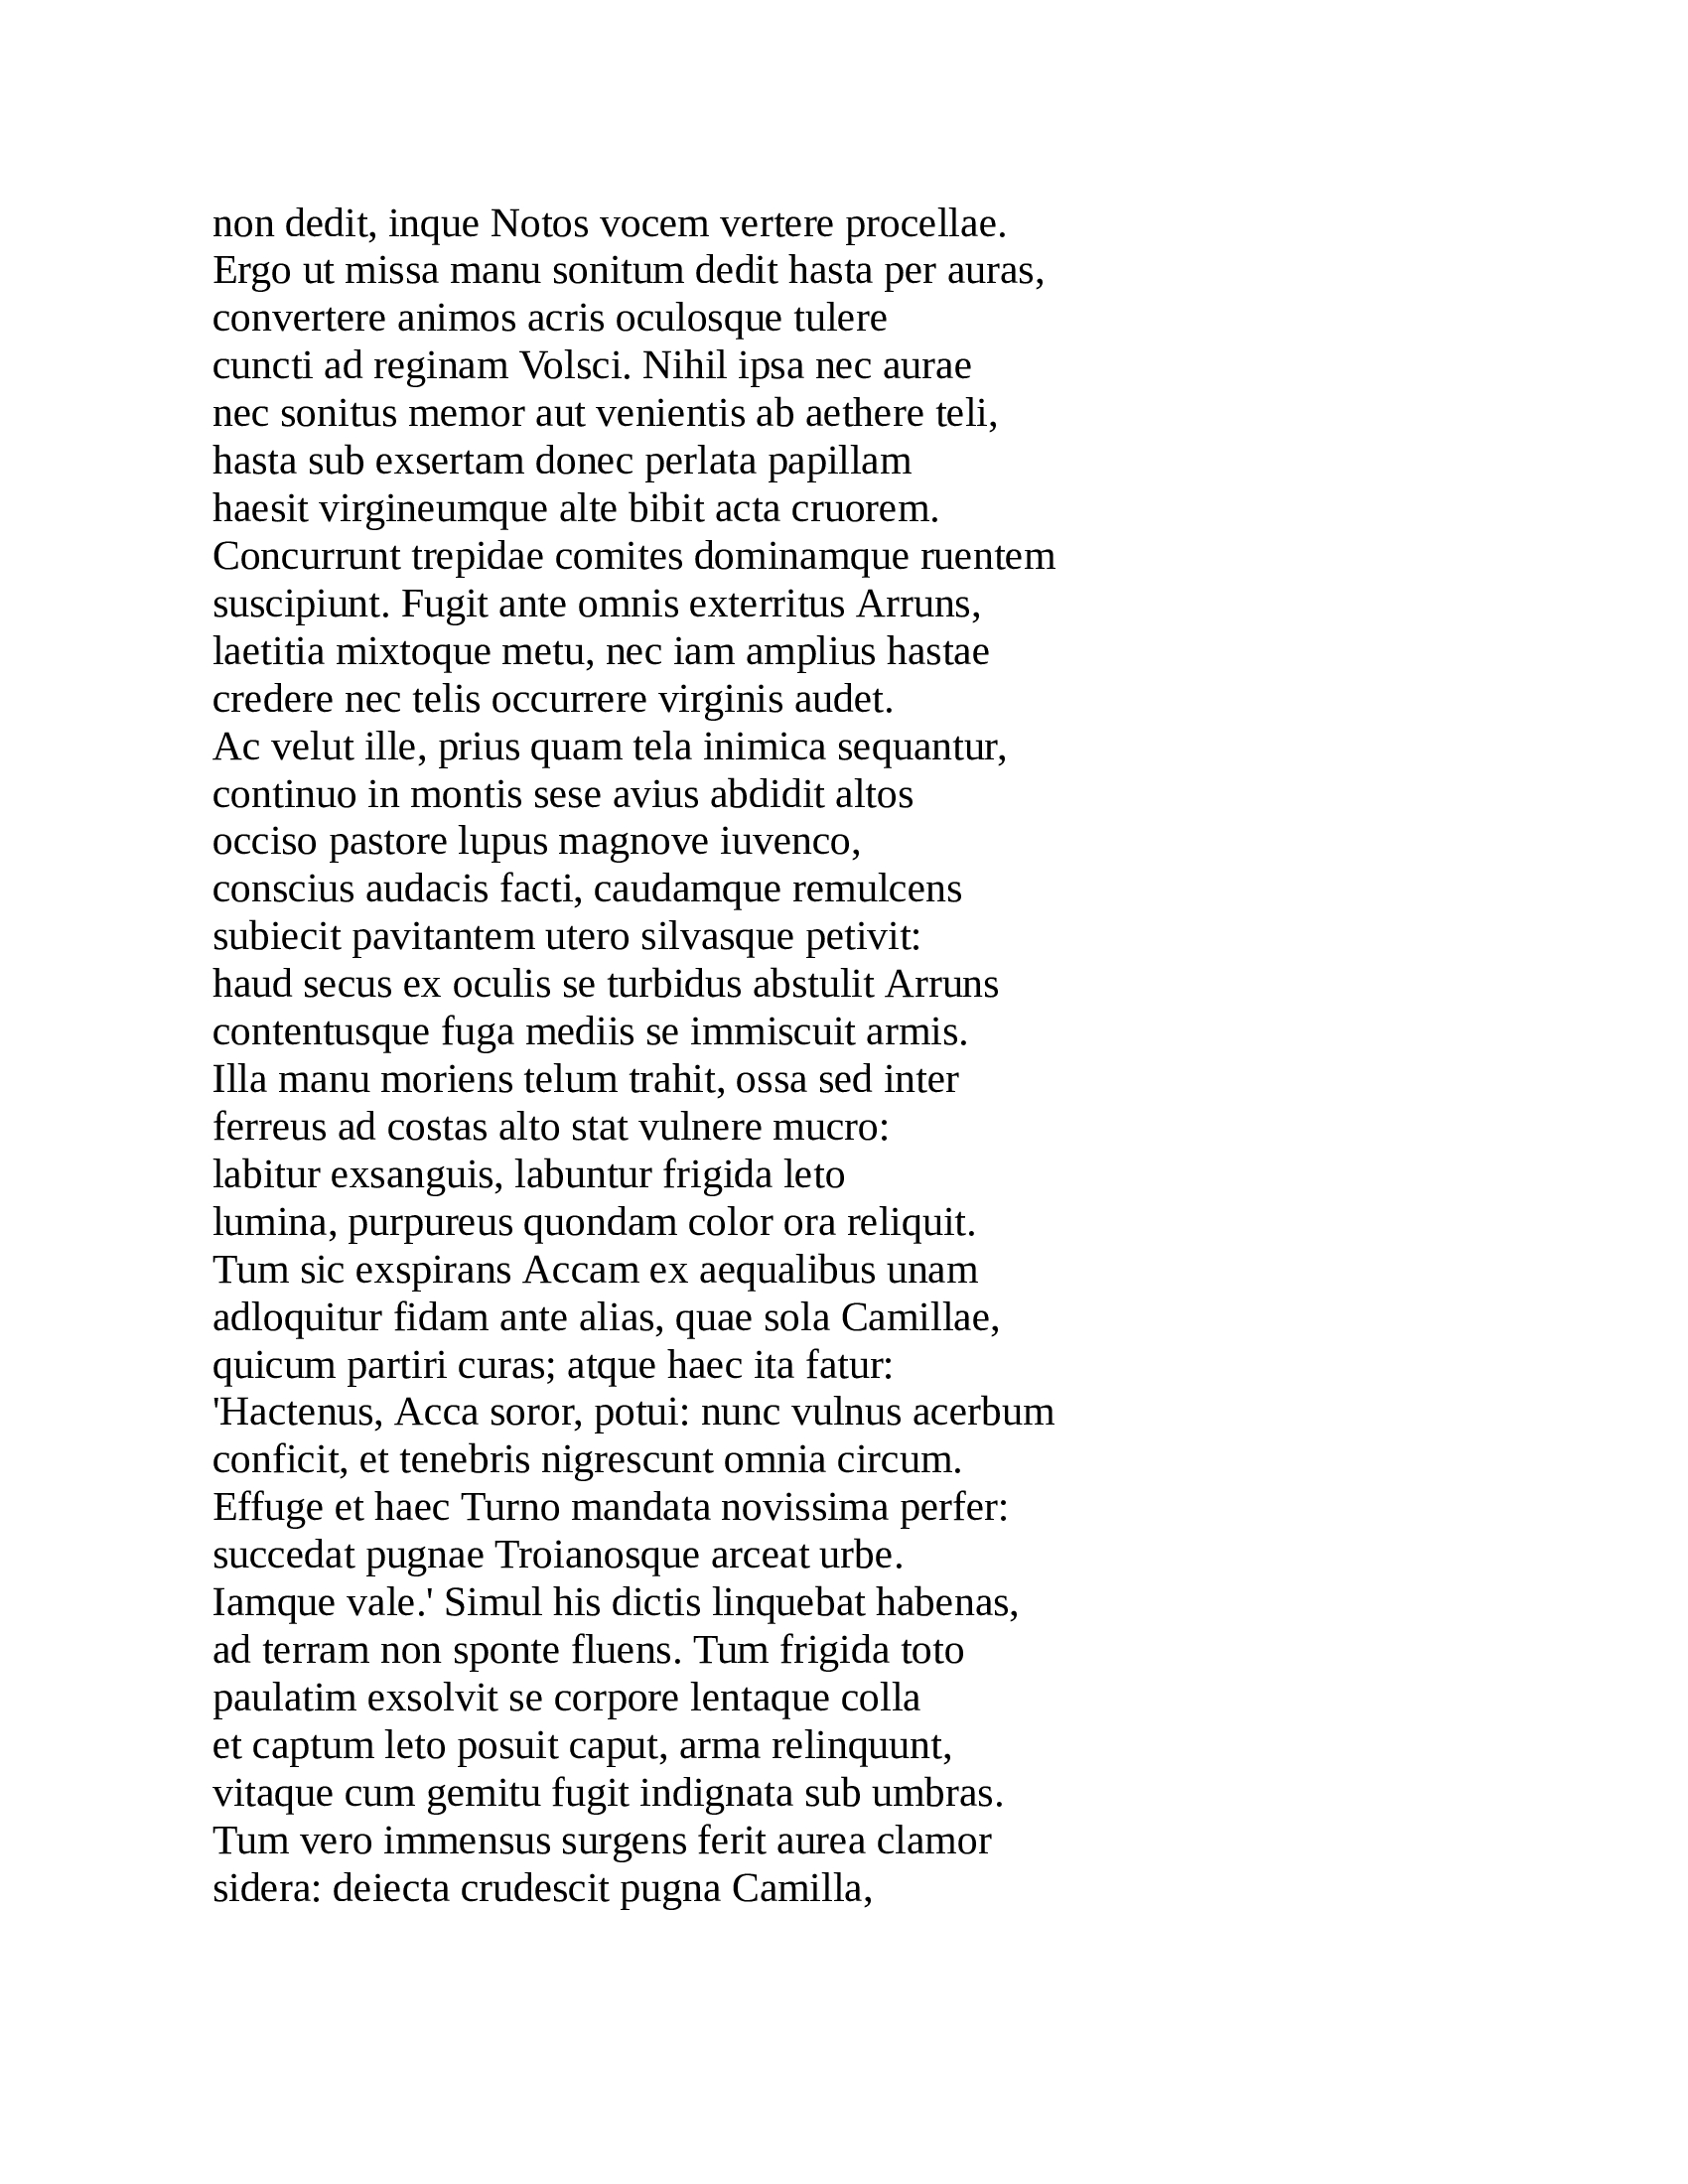 non dedit, inque Notos vocem vertere procellae.
Ergo ut missa manu sonitum dedit hasta per auras,
convertere animos acris oculosque tulere
cuncti ad reginam Volsci. Nihil ipsa nec aurae
nec sonitus memor aut venientis ab aethere teli,
hasta sub exsertam donec perlata papillam
haesit virgineumque alte bibit acta cruorem.
Concurrunt trepidae comites dominamque ruentem
suscipiunt. Fugit ante omnis exterritus Arruns,
laetitia mixtoque metu, nec iam amplius hastae
credere nec telis occurrere virginis audet.
Ac velut ille, prius quam tela inimica sequantur,
continuo in montis sese avius abdidit altos
occiso pastore lupus magnove iuvenco,
conscius audacis facti, caudamque remulcens
subiecit pavitantem utero silvasque petivit:
haud secus ex oculis se turbidus abstulit Arruns
contentusque fuga mediis se immiscuit armis.
Illa manu moriens telum trahit, ossa sed inter
ferreus ad costas alto stat vulnere mucro:
labitur exsanguis, labuntur frigida leto
lumina, purpureus quondam color ora reliquit.
Tum sic exspirans Accam ex aequalibus unam
adloquitur fidam ante alias, quae sola Camillae,
quicum partiri curas; atque haec ita fatur:
'Hactenus, Acca soror, potui: nunc vulnus acerbum
conficit, et tenebris nigrescunt omnia circum.
Effuge et haec Turno mandata novissima perfer:
succedat pugnae Troianosque arceat urbe.
Iamque vale.' Simul his dictis linquebat habenas,
ad terram non sponte fluens. Tum frigida toto
paulatim exsolvit se corpore lentaque colla
et captum leto posuit caput, arma relinquunt,
vitaque cum gemitu fugit indignata sub umbras.
Tum vero immensus surgens ferit aurea clamor
sidera: deiecta crudescit pugna Camilla,